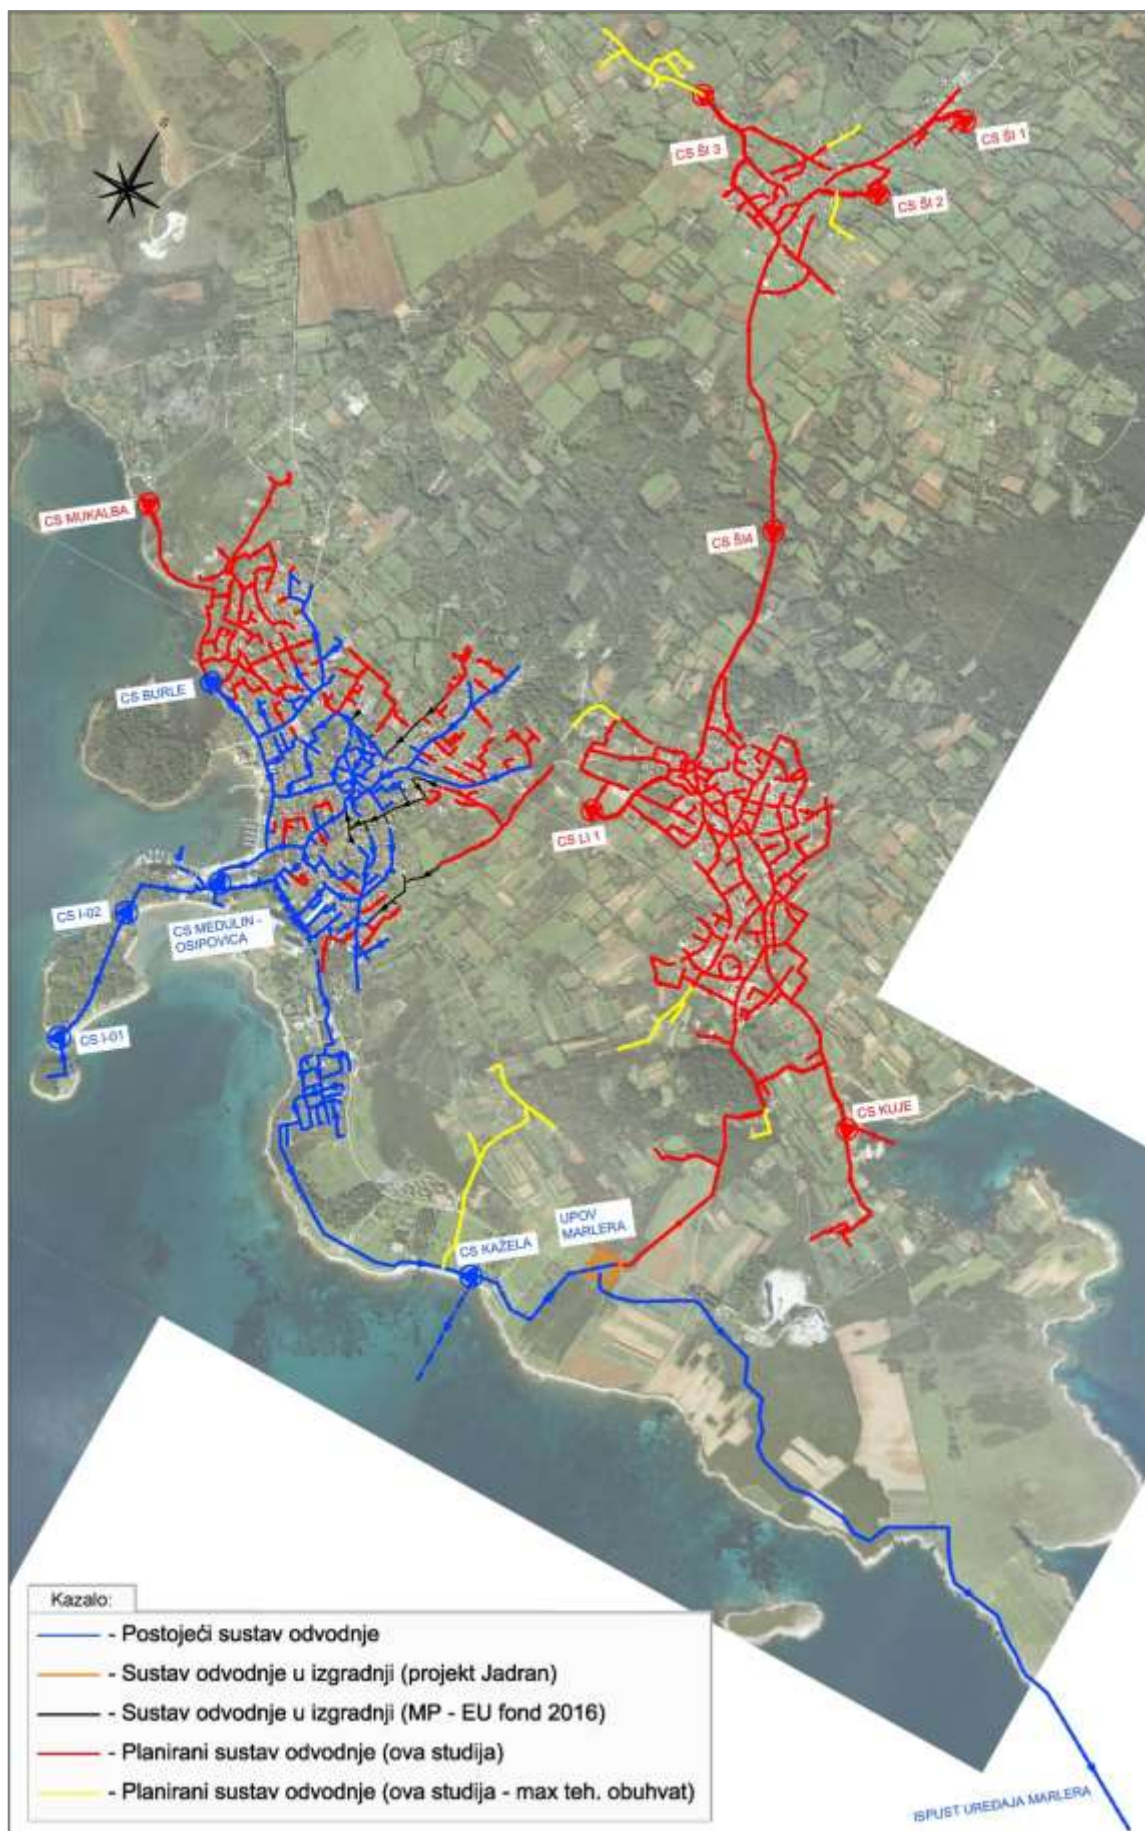 S
CS ŠI 1
CS ŠI 3
CS ŠI 2
CS MUKALBA
CS ŠI4
CS BURLE
CS LI 1
CS I-02
CS MEDULIN -
OSIPOVICA
CS I-01
CS KUJE
UPOV
MARLERA
CS KAŽELA
Kazalo:
- Postojeći sustav odvodnje
- Sustav odvodnje u izgradnji (projekt Jadran)
- Sustav odvodnje u izgradnji (MP - EU fond 2016)
- Planirani sustav odvodnje (ova studija)
- Planirani sustav odvodnje (ova studija - max teh. obuhvat)
ISPUST UREĐAJA MARLERA